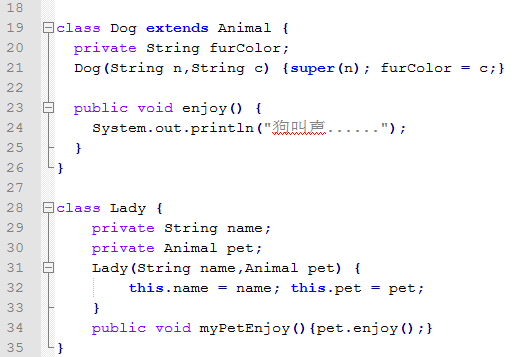 18
19 class Dog extends Animal {
20 private String furColor;
21 Dog(String n,String c) {super(n); furColor = c;}
22
23 public void enjoy() {
24 System.out.println("狗叫声......");
25 }
26 }
27
28 class Lady {
29 private String name;
30 private Animal pet;
31 Lady(String name,Animal pet) {
32 this.name = name; this.pet = pet;
33 }
34 public void myPetEnjoy(){pet.enjoy();}
35 }